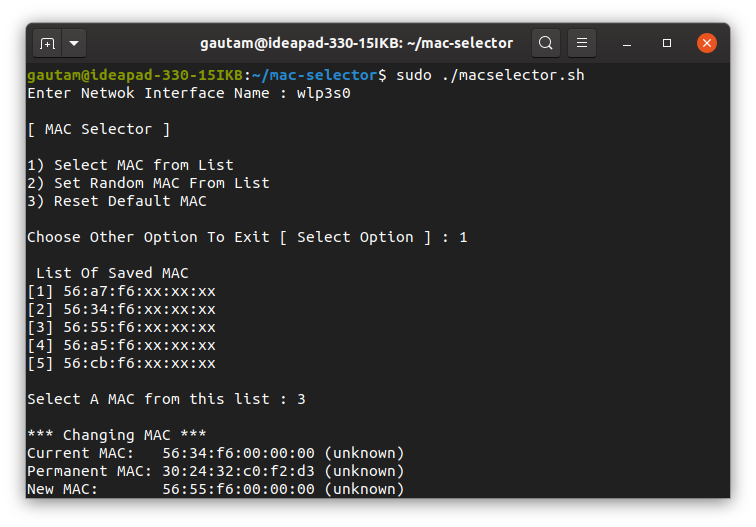 gautam@ideapad-330-15IKB: ~/mac-selector
gautam@ideapad-330-15IKB:~/mac-selector$ sudo ./macselector.sh
Enter Netwok Interface Name : wlp3s0
[ MAC Selector ]
1) Select MAC from List
2) Set Random MAC From List
3) Reset Default MAC
Choose Other Option To Exit [ Select Option ] : 1
List Of Saved MAC
[1] 56:a7:f6:xx:xx:xx
[2] 56:34:f6:xx:xx:xx
[3] 56:55:f6:xx:xx:xx
[4] 56:a5:f6:xx:xx:xx
[5] 56:cb:f6:xx:xx:xx
Select A MAC from this list : 3
*** Changing MAC ***
Current MAC:   56:34:f6:00:00:00 (unknown)
Permanent MAC: 30:24:32:c0:f2:d3 (unknown)
New MAC:       56:55:f6:00:00:00 (unknown)